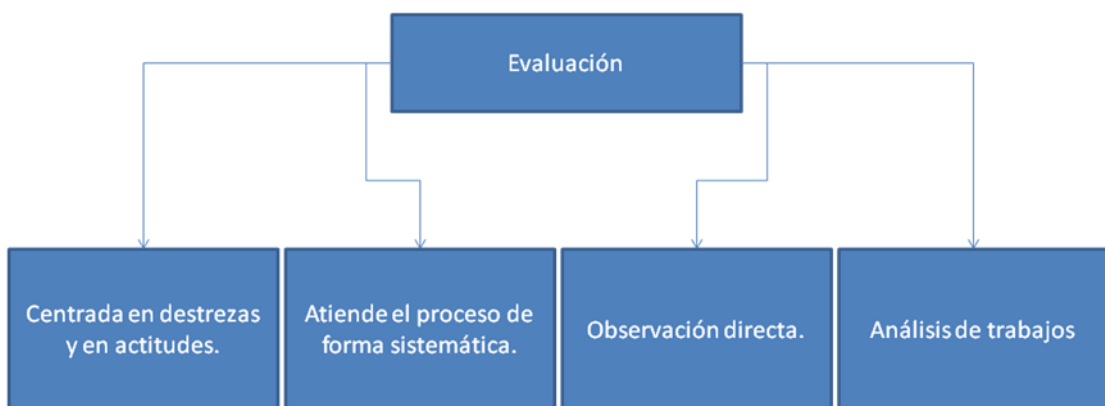 Evaluación
Centrada en destrezas
y en actitudes.
Atiende el proceso de
forma sistemática.
Observación directa.
Análisis de trabajos